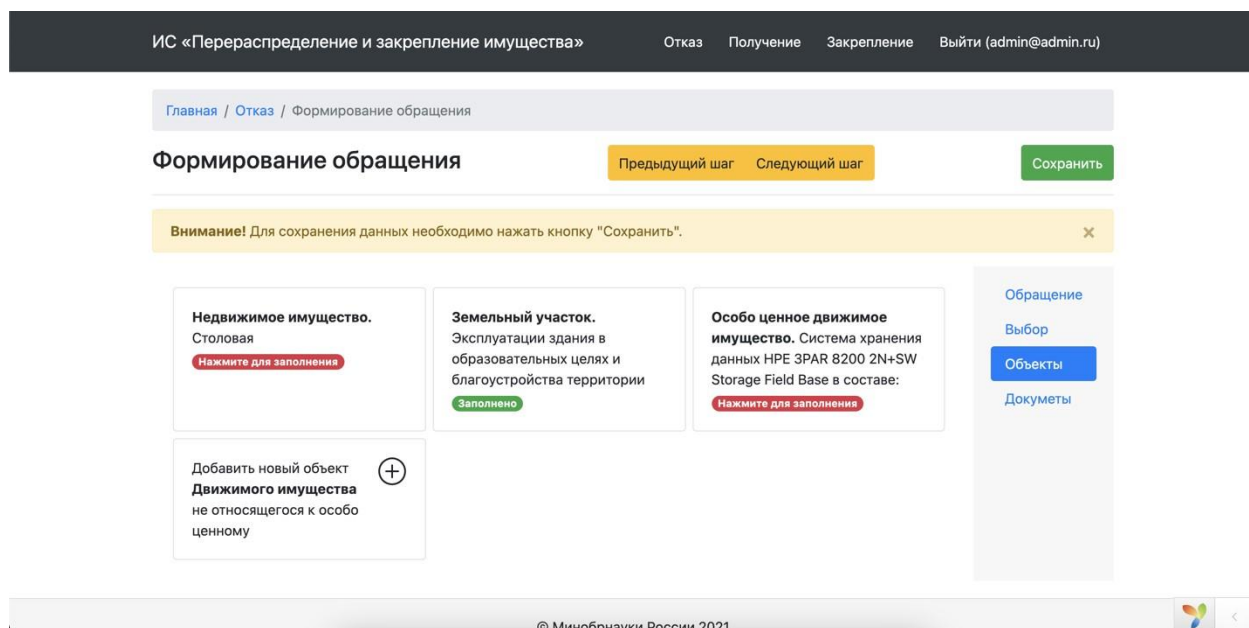 ИС «Перераспределение и закрепление имущества»
Отказ
Получение
Закрепление
Выйти (admin@admin.ru)
Главная / Отказ / Формирование обращения
Формирование обращения
Предыдущий шаг
Следующий шаг
Сохранить
Внимание! Для сохранения данных необходимо нажать кнопку "Сохранить".
×
Недвижимое имущество.
Столовая
Нажмите для заполнения
Земельный участок.
Эксплуатации здания в
образовательных целях и
благоустройства территории
Заполнено
Особо ценное движимое
имущество. Система хранения
данных HPE 3PAR 8200 2N+SW
Storage Field Base в составе:
Нажмите для заполнения
Обращение
Выбор
Объекты
Докуметы
Добавить новый объект
Движимого имущества
не относящегося к особо
ценному
© Минобрнауки России 2021